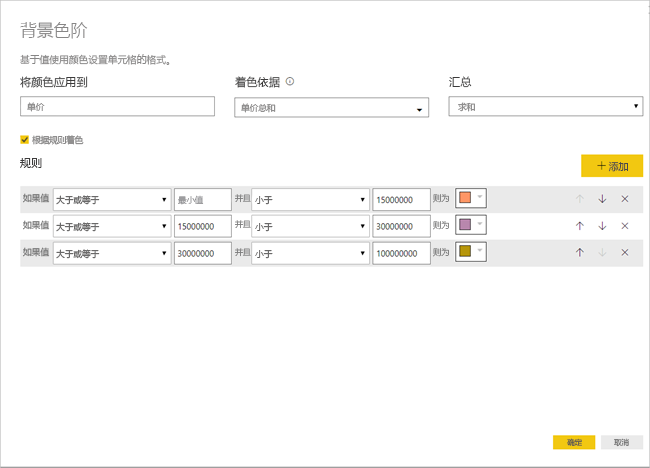 背景色阶
基于值使用颜色设置单元格的格式。
将颜色应用到 着色依据 汇总
单价 单价总和 求和
根据规则着色
规则 添加
如果值 大于或等于 最小值 并且 小于 15000000 则为
如果值 大于或等于 15000000 并且 小于 30000000 则为
如果值 大于或等于 30000000 并且 小于 100000000 则为
确定 取消